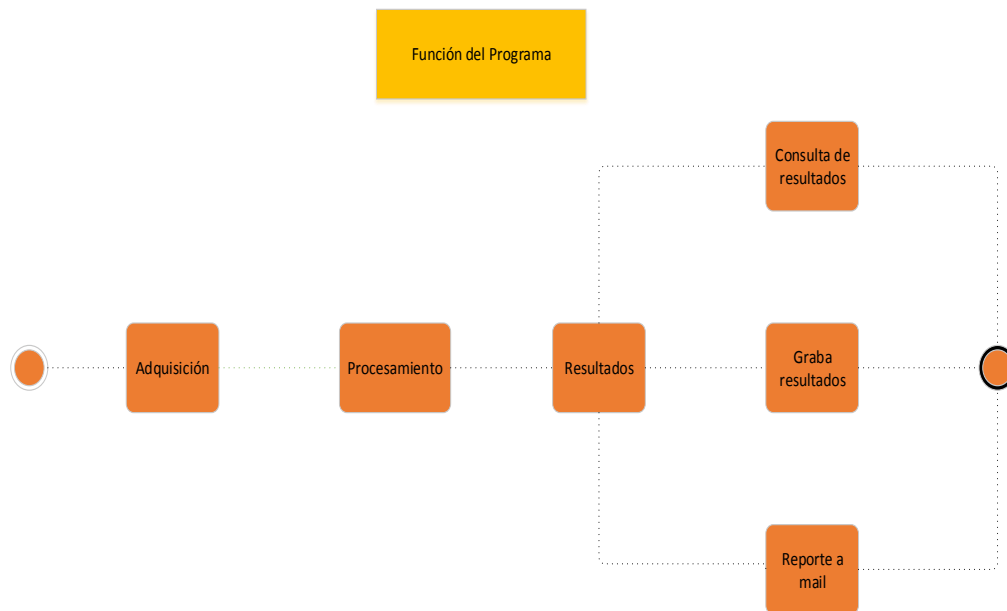 Función del Programa
Consulta de
resultados
Adquisición
Procesamiento
Resultados
Graba
resultados
Reporte a
mail